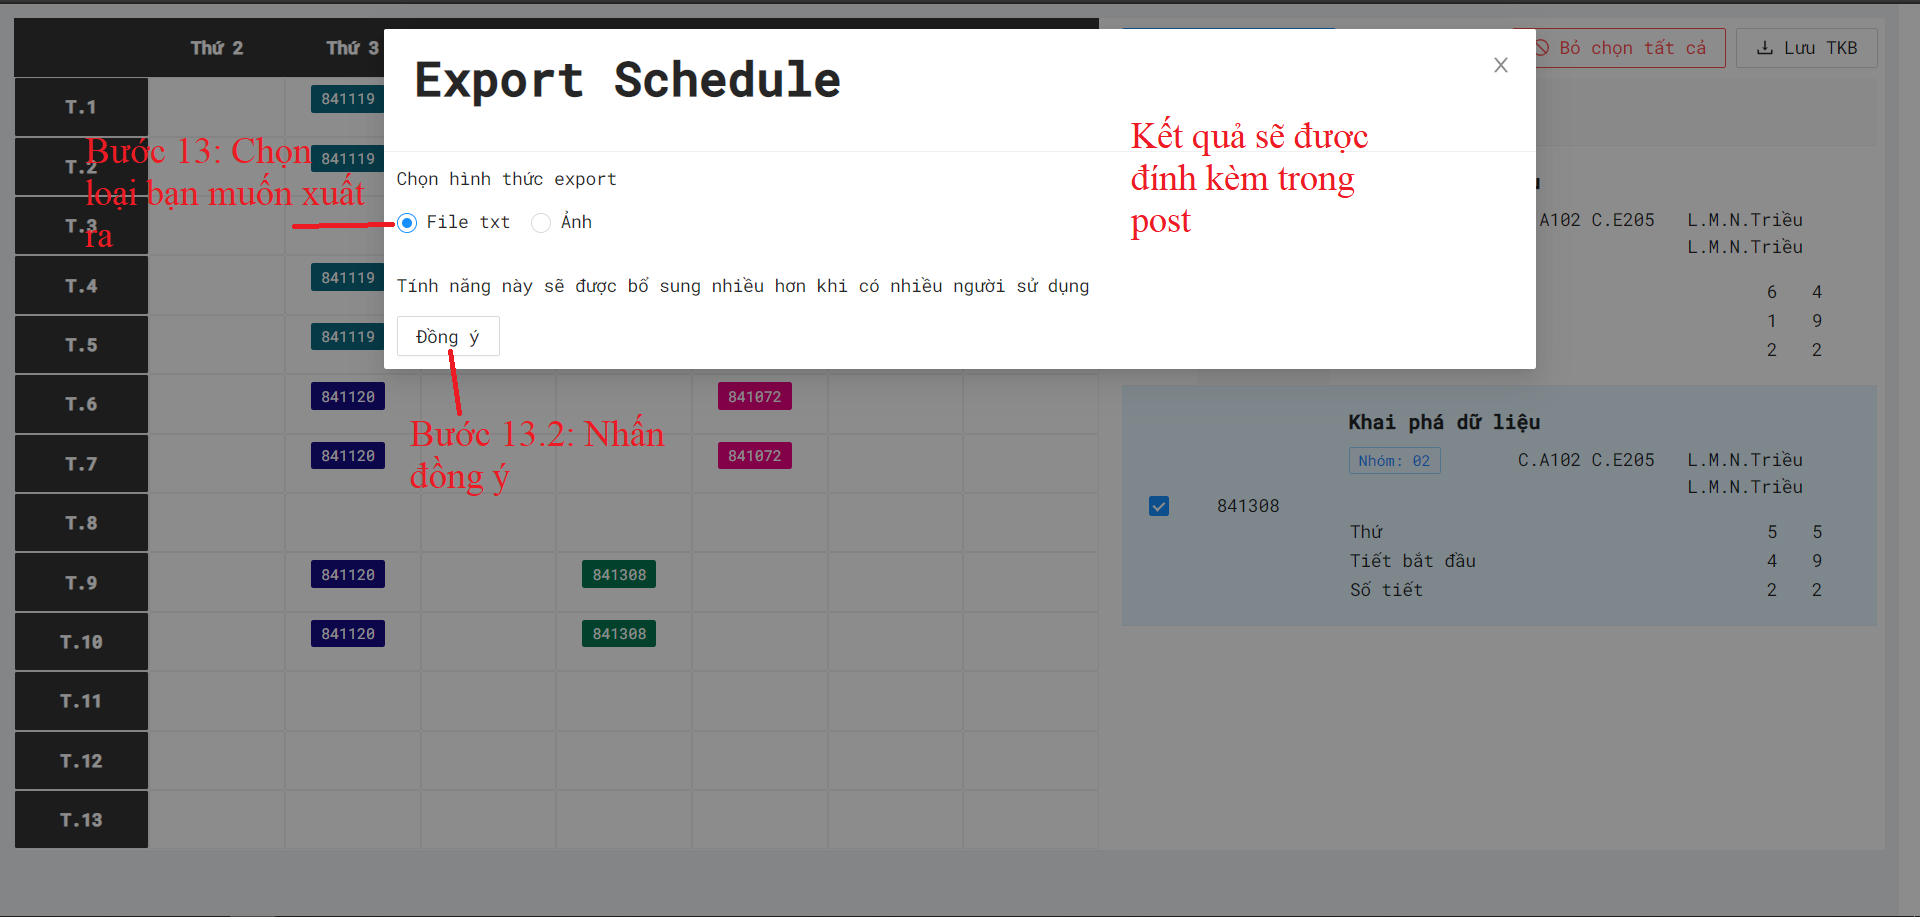 Thứ 2
Thứ 3
Export Schedule
Bỏ chọn tất cả
Lưu TKB
T.1
841119
Bước 13: Chọn
loại bạn muốn xuất
ra
T.2
841119
Chọn hình thức export
Kết quả sẽ được
đính kèm trong
post
T.3
File txt
Ảnh
A102 C.E205
L.M.N.Triều
L.M.N.Triều
T.4
841119
Tính năng này sẽ được bổ sung nhiều hơn khi có nhiều người sử dụng
6 4
1 9
2 2
T.5
841119
Đồng ý
T.6
841120
841072
Bước 13.2: Nhấn
đồng ý
T.7
841120
841072
Khai phá dữ liệu
Nhóm: 02
C.A102 C.E205
L.M.N.Triều
L.M.N.Triều
841308
Thứ 5 5
Tiết bắt đầu 4 9
Số tiết 2 2
T.8
T.9
841120
841308
T.10
841120
841308
T.11
T.12
T.13